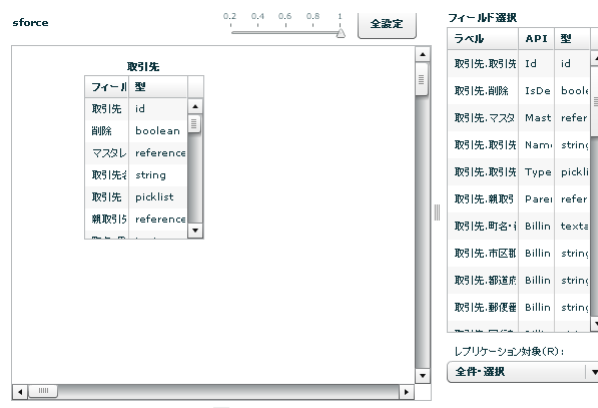 sforce
0.2 0.4 0.6 0.8 1
全設定
取引先
フィール 型
取引先 id
削除 boolean
マスタレ reference
取引先名 string
取引先 picklist
親取引先 reference
フィールド選択
ラベル API 型
取引先.取引先 Id id
取引先.削除 IsDe boole
取引先.マスタ Mast refer
取引先.取引先 Name string
取引先.取引先 Type pickli
取引先.親取引 Parer refer
取引先.町名・ Billin texta
取引先.市区郡 Billin string
取引先.都道府 Billin string
取引先.郵便番 Billin string
レプリケーション対象(R):
全件・選択